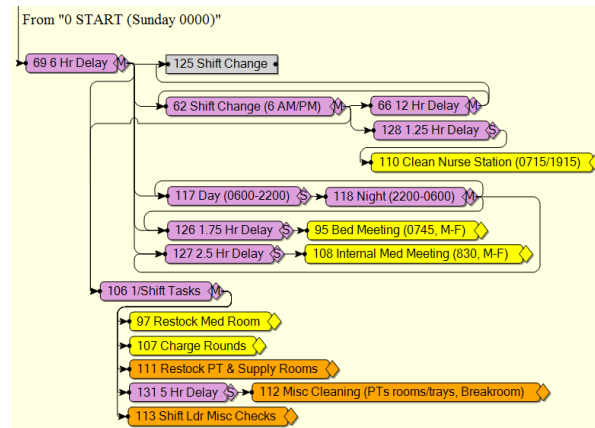 From "0 START (Sunday 0000)"
69 6 Hr Delay M
125 Shift Change
62 Shift Change (6 AM/PM) M
66 12 Hr Delay M
128 1.25 Hr Delay S
110 Clean Nurse Station (0715/1915)
117 Day (0600-2200) S
118 Night (2200-0600) M
126 1.75 Hr Delay S
95 Bed Meeting (0745, M-F)
127 2.5 Hr Delay S
108 Internal Med Meeting (830, M-F)
106 1/Shift Tasks M
97 Restock Med Room
107 Charge Rounds
111 Restock PT & Supply Rooms
131 5 Hr Delay S
112 Misc Cleaning (PTs rooms/trays, Breakroom)
113 Shift Ldr Misc Checks